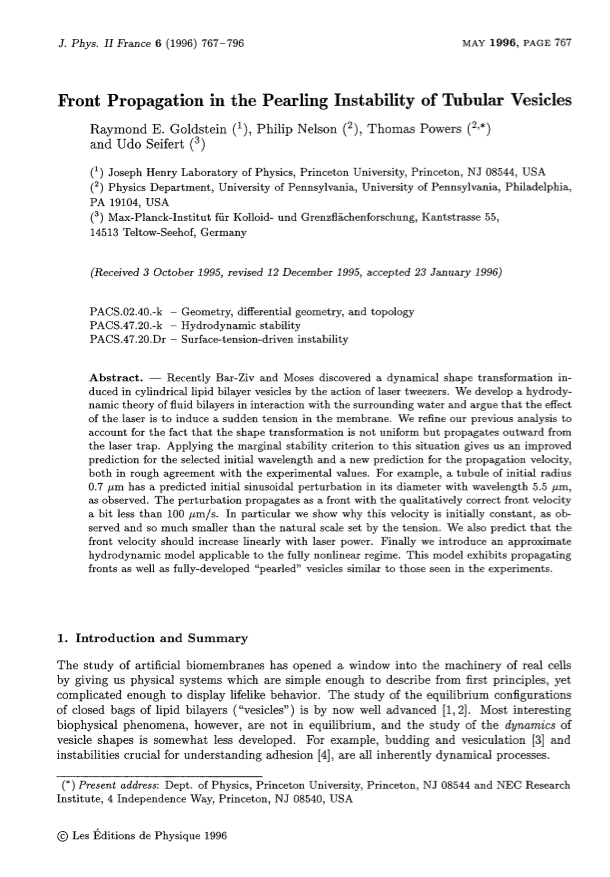 J. Phys. II France 6 (1996) 767–796 MAY 1996, PAGE 767
Front Propagation in the Pearling Instability of Tubular Vesicles
Raymond E. Goldstein (¹), Philip Nelson (²), Thomas Powers (²,*)
and Udo Seifert (³)
(¹) Joseph Henry Laboratory of Physics, Princeton University, Princeton, NJ 08544, USA
(²) Physics Department, University of Pennsylvania, University of Pennsylvania, Philadelphia,
PA 19104, USA
(³) Max-Planck-Institut für Kolloid- und Grenzflächenforschung, Kantstrasse 55,
14513 Teltow-Seehof, Germany
(Received 3 October 1995, revised 12 December 1995, accepted 23 January 1996)
PACS.02.40.-k – Geometry, differential geometry, and topology
PACS.47.20.-k – Hydrodynamic stability
PACS.47.20.Dr – Surface-tension-driven instability
Abstract. — Recently Bar-Ziv and Moses discovered a dynamical shape transformation in-
duced in cylindrical lipid bilayer vesicles by the action of laser tweezers. We develop a hydrody-
namic theory of fluid bilayers in interaction with the surrounding water and argue that the effect
of the laser is to induce a sudden tension in the membrane. We refine our previous analysis to
account for the fact that the shape transformation is not uniform but propagates outward from
the laser trap. Applying the marginal stability criterion to this situation gives us an improved
prediction for the selected initial wavelength and a new prediction for the propagation velocity,
both in rough agreement with the experimental values. For example, a tubule of initial radius
0.7 μm has a predicted initial sinusoidal perturbation in its diameter with wavelength 5.5 μm,
as observed. The perturbation propagates as a front with the qualitatively correct front velocity
a bit less than 100 μm/s. In particular we show why this velocity is initially constant, as ob-
served and so much smaller than the natural scale set by the tension. We also predict that the
front velocity should increase linearly with laser power. Finally we introduce an approximate
hydrodynamic model applicable to the fully nonlinear regime. This model exhibits propagating
fronts as well as fully-developed “pearled” vesicles similar to those seen in the experiments.
1. Introduction and Summary
The study of artificial biomembranes has opened a window into the machinery of real cells
by giving us physical systems which are simple enough to describe from first principles, yet
complicated enough to display lifelike behavior. The study of the equilibrium configurations
of closed bags of lipid bilayers (“vesicles”) is by now well advanced [1,2]. Most interesting
biophysical phenomena, however, are not in equilibrium, and the study of the dynamics of
vesicle shapes is somewhat less developed. For example, budding and vesiculation [3] and
instabilities crucial for understanding adhesion [4], are all inherently dynamical processes.
(*) Present address: Dept. of Physics, Princeton University, Princeton, NJ 08544 and NEC Research
Institute, 4 Independence Way, Princeton, NJ 08540, USA
© Les Éditions de Physique 1996